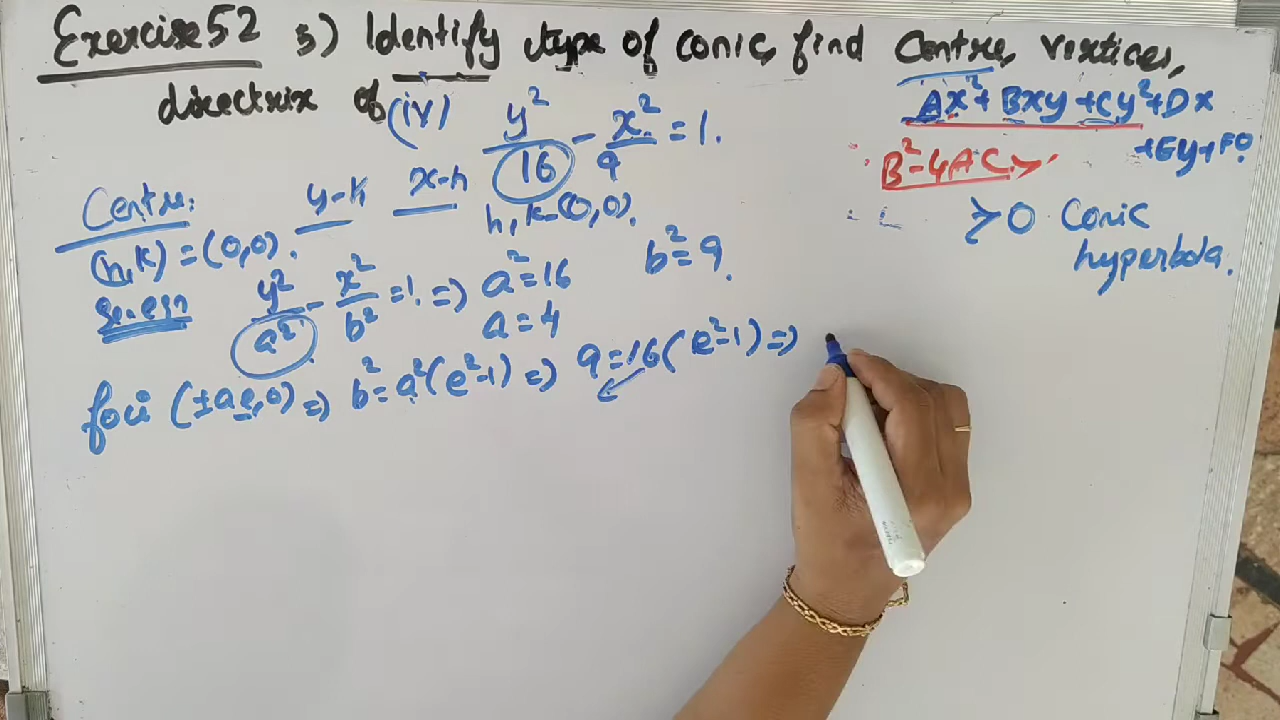 Exercise 5.2 5) Identify type of conic, find Centre, vertices,
directrix of (iv) y²/16 - x²/9 = 1.
Ax² + Bxy + Cy² + Dx
+ Ey + F = 0
B² - 4AC >
> 0 Conic
hyperbola.
Centre: y-k x-h h, k = (0,0).
(h,k) = (0,0).
y²/a² - x²/b² = 1. => a² = 16 b² = 9.
a = 4
foci (±ae, 0) => b² = a²(e²-1) => 9 = 16(e²-1) =>